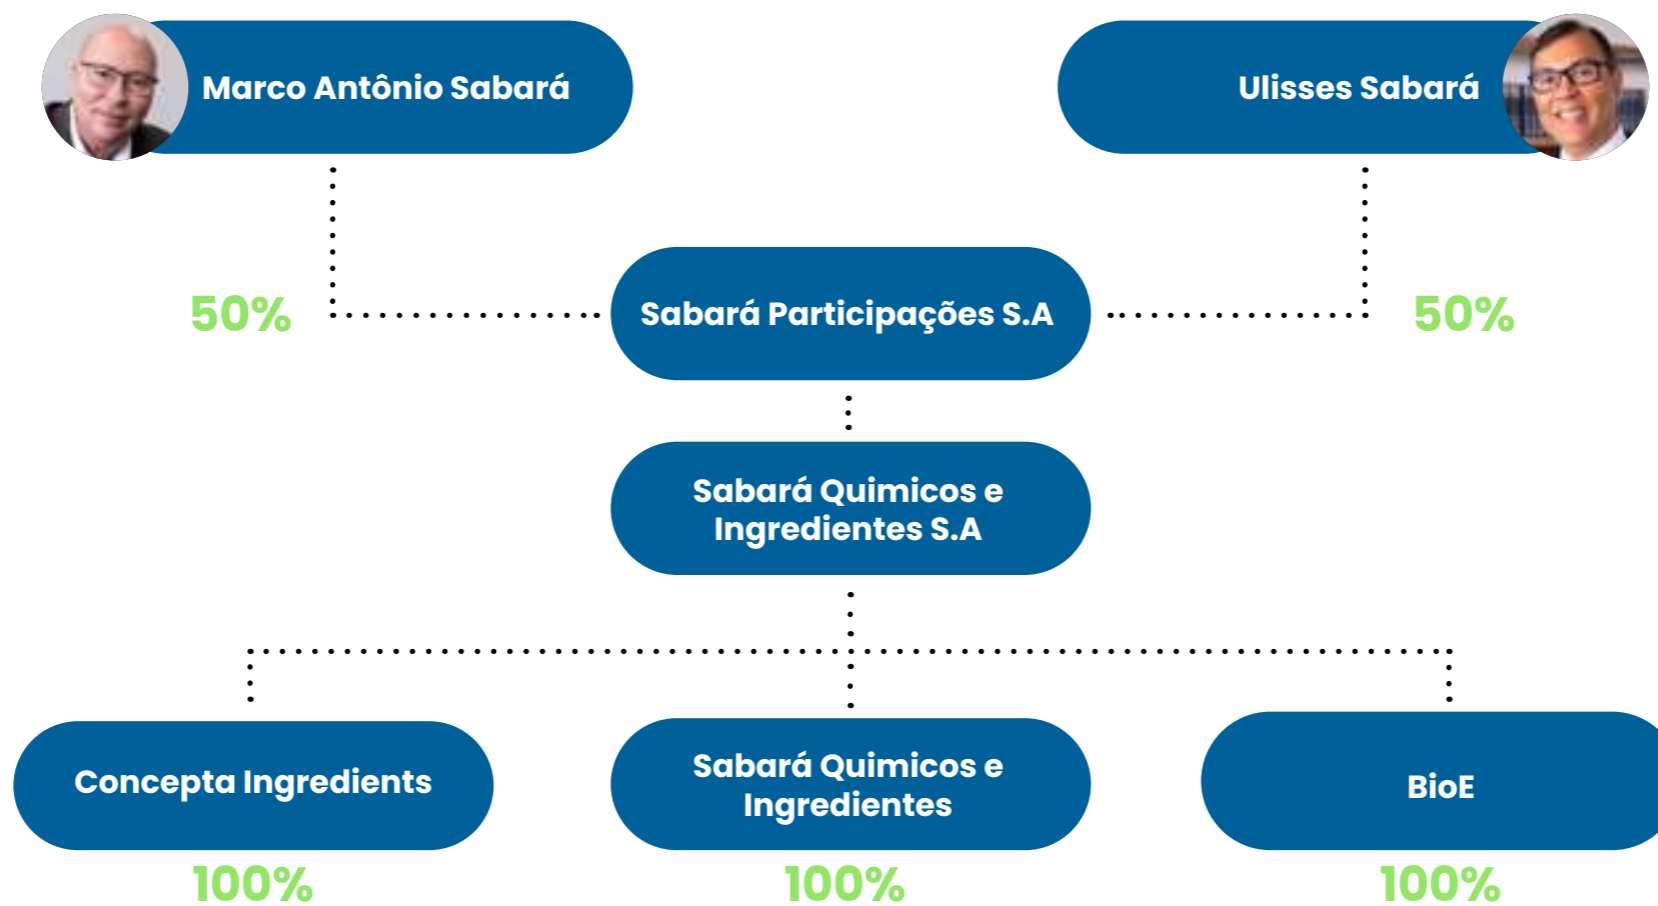 Marco Antônio Sabará
Ulisses Sabará
50%
Sabará Participações S.A
50%
Sabará Quimicos e
Ingredientes S.A
Concepta Ingredients
Sabará Quimicos e
Ingredientes
BioE
100%
100%
100%